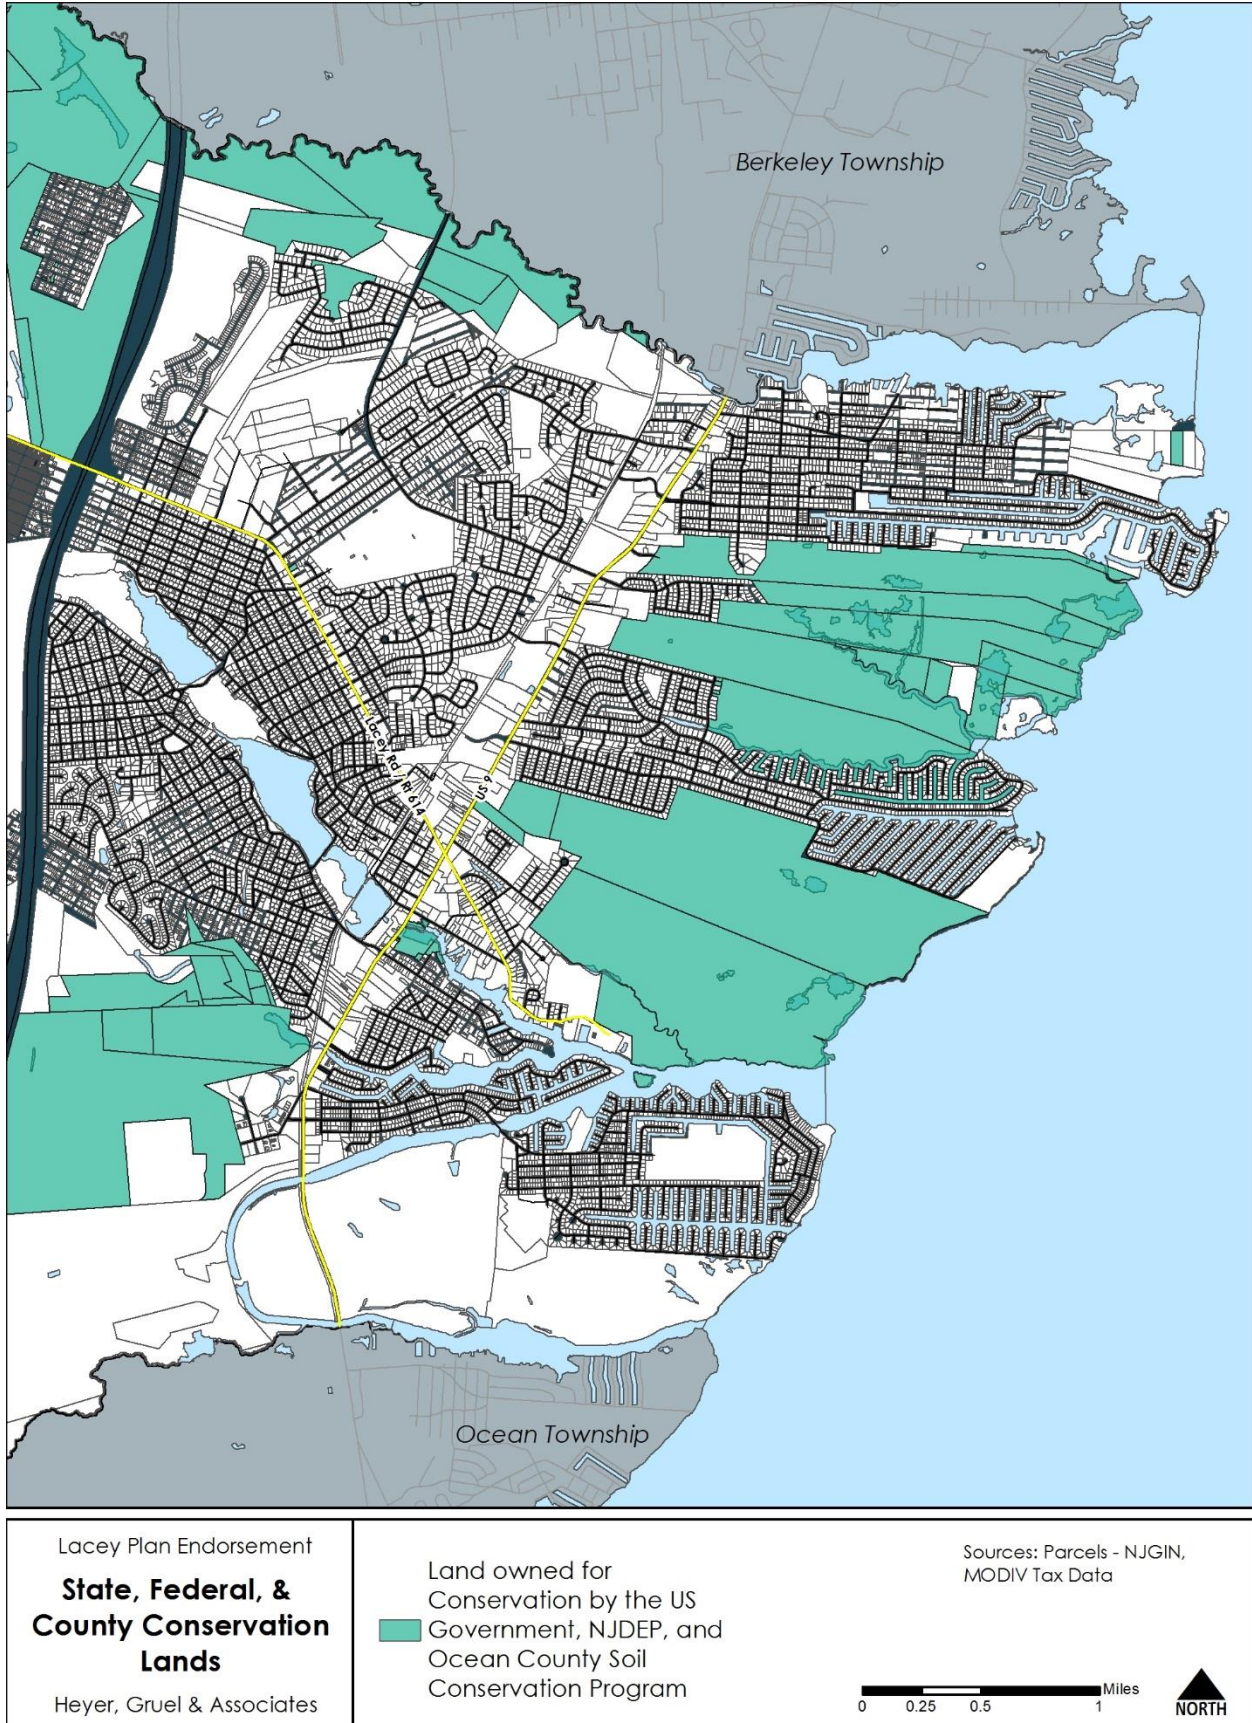 Berkeley Township
Lacey Rd / Rt 614
US 9
Ocean Township
Lacey Plan Endorsement
State, Federal, &
County Conservation
Lands
Heyer, Gruel & Associates
Land owned for
Conservation by the US
Government, NJDEP, and
Ocean County Soil
Conservation Program
Sources: Parcels - NJGIN,
MODIV Tax Data
Miles
0 0.25 0.5 1
NORTH